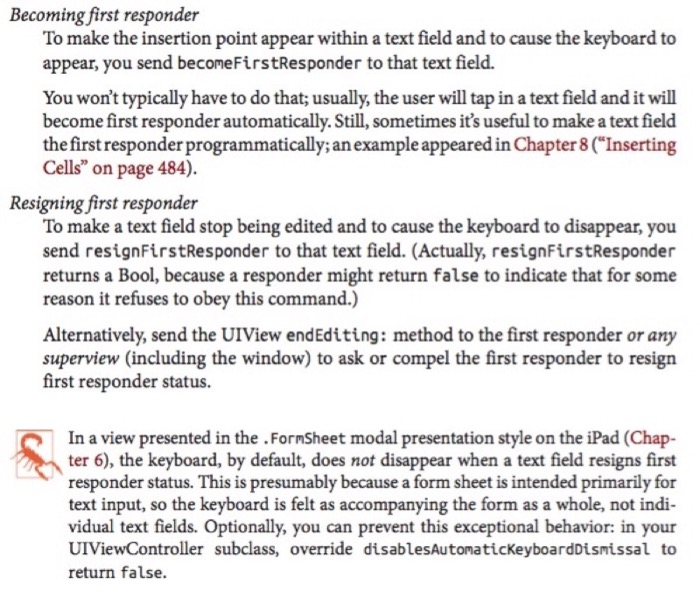 Becoming first responder
To make the insertion point appear within a text field and to cause the keyboard to
appear, you send becomeFirstResponder to that text field.
You won't typically have to do that; usually, the user will tap in a text field and it will
become first responder automatically. Still, sometimes it's useful to make a text field
the first responder programmatically; an example appeared in Chapter 8 (“Inserting
Cells” on page 484).
Resigning first responder
To make a text field stop being edited and to cause the keyboard to disappear, you
send resignFirstResponder to that text field. (Actually, resignFirstResponder
returns a Bool, because a responder might return false to indicate that for some
reason it refuses to obey this command.)
Alternatively, send the UIView endEditing: method to the first responder or any
superview (including the window) to ask or compel the first responder to resign
first responder status.
In a view presented in the .FormSheet modal presentation style on the iPad (Chap-
ter 6), the keyboard, by default, does not disappear when a text field resigns first
responder status. This is presumably because a form sheet is intended primarily for
text input, so the keyboard is felt as accompanying the form as a whole, not indi-
vidual text fields. Optionally, you can prevent this exceptional behavior: in your
UIViewController subclass, override disablesAutomaticKeyboardDismissal to
return false.